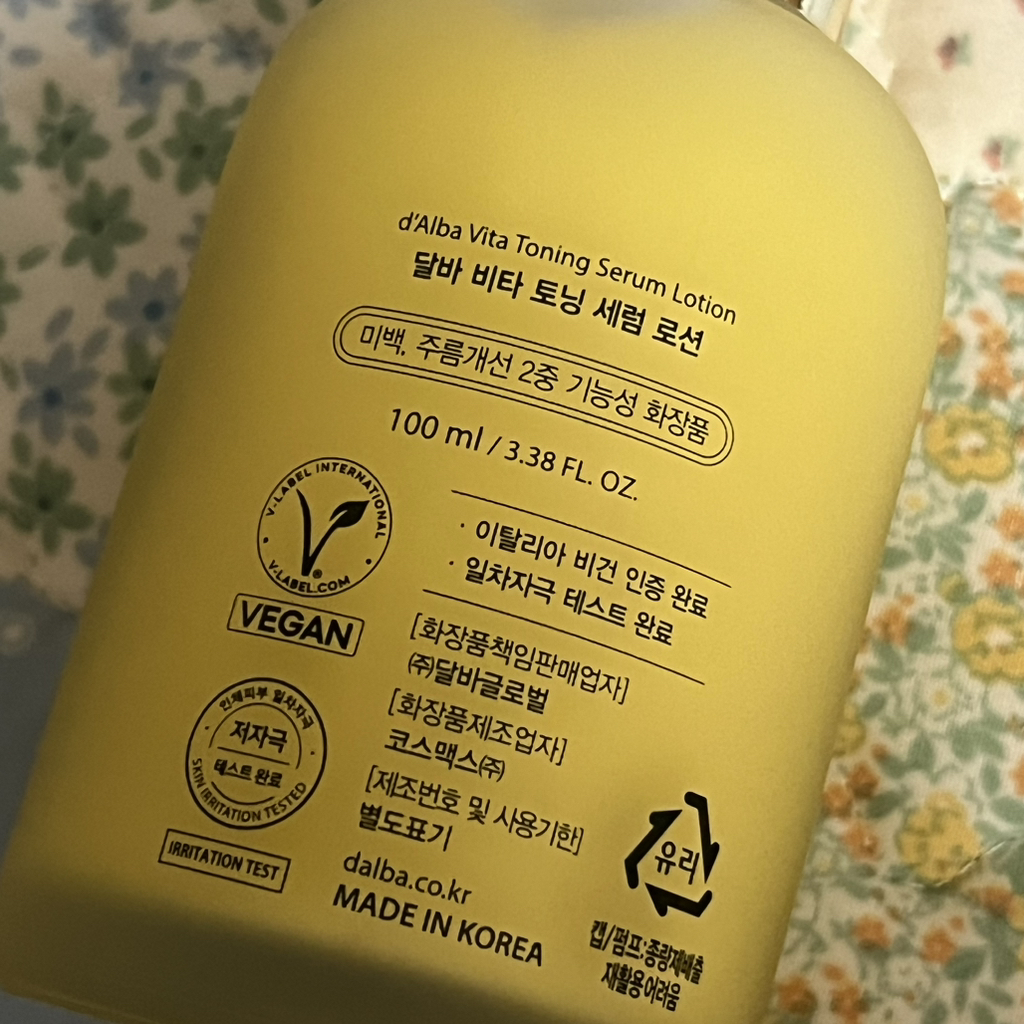 d'Alba Vita Toning Serum Lotion
달바 비타 토닝 세럼 로션
미백, 주름개선 2중 기능성 화장품
100 ml / 3.38 FL. OZ.
V-LABEL INTERNATIONAL
V-LABEL.COM
®
VEGAN
· 이탈리아 비건 인증 완료
· 일차자극 테스트 완료
인체피부 일차자극
저자극
테스트 완료
SKIN IRRITATION TESTED
IRRITATION TEST
[화장품책임판매업자]
㈜달바글로벌
[화장품제조업자]
코스맥스㈜
[제조번호 및 사용기한]
별도표기
dalba.co.kr
MADE IN KOREA
유리
캡/펌프:종량제배출
재활용어려움